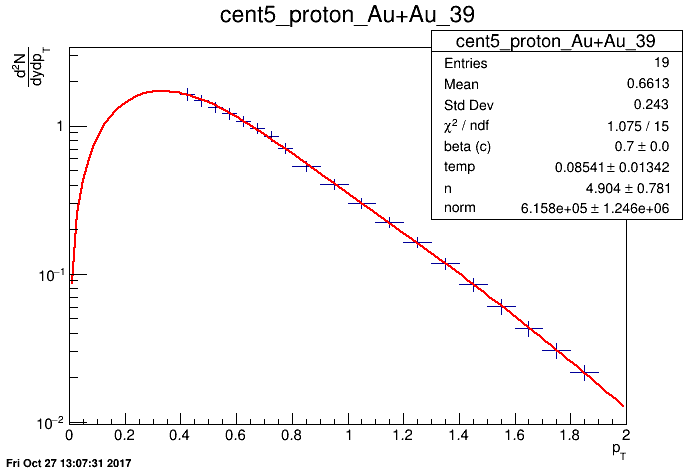 cent5_proton_Au+Au_39
d²N
dydp_T
cent5_proton_Au+Au_39
Entries 19
Mean 0.6613
Std Dev 0.243
χ² / ndf 1.075 / 15
beta (c) 0.7 ± 0.0
temp 0.08541 ± 0.01342
n 4.904 ± 0.781
norm 6.158e+05 ± 1.246e+06
1
10⁻¹
10⁻²
0 0.2 0.4 0.6 0.8 1 1.2 1.4 1.6 1.8 2
p_T
Fri Oct 27 13:07:31 2017